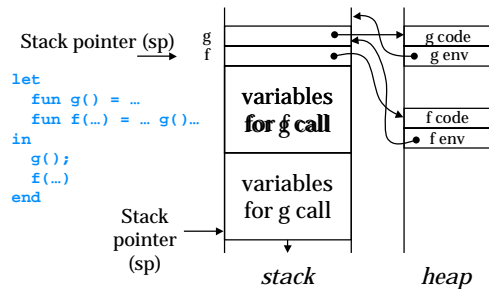 Stack pointer (sp)
g
f
g code
g env
let
fun g() = …
fun f(…) = … g()…
in
g();
f(…)
end
variables
for g call
f code
f env
variables
for g call
Stack
pointer
(sp)
stack
heap